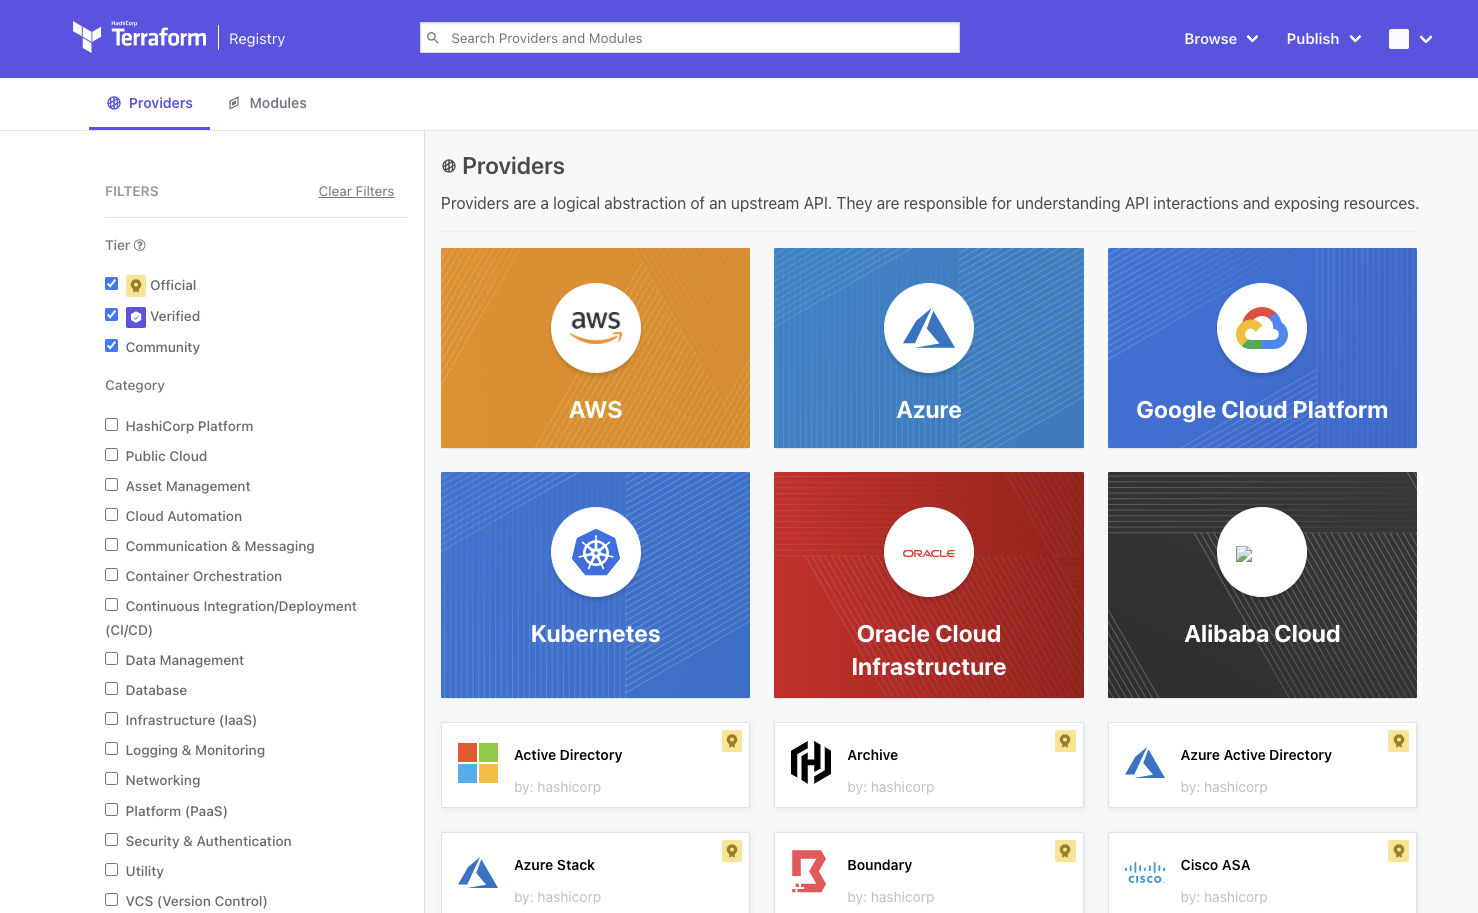 HashiCorp
Terraform
Registry
Search Providers and Modules
Browse
Publish
Providers
Modules
FILTERS
Clear Filters
Tier
Official
Verified
Community
Category
HashiCorp Platform
Public Cloud
Asset Management
Cloud Automation
Communication & Messaging
Container Orchestration
Continuous Integration/Deployment
(CI/CD)
Data Management
Database
Infrastructure (IaaS)
Logging & Monitoring
Networking
Platform (PaaS)
Security & Authentication
Utility
VCS (Version Control)
Providers
Providers are a logical abstraction of an upstream API. They are responsible for understanding API interactions and exposing resources.
aws
AWS
Azure
Google Cloud Platform
Kubernetes
ORACLE
Oracle Cloud
Infrastructure
Alibaba Cloud
Active Directory
by: hashicorp
Archive
by: hashicorp
Azure Active Directory
by: hashicorp
Azure Stack
by: hashicorp
Boundary
by: hashicorp
CISCO
Cisco ASA
by: hashicorp